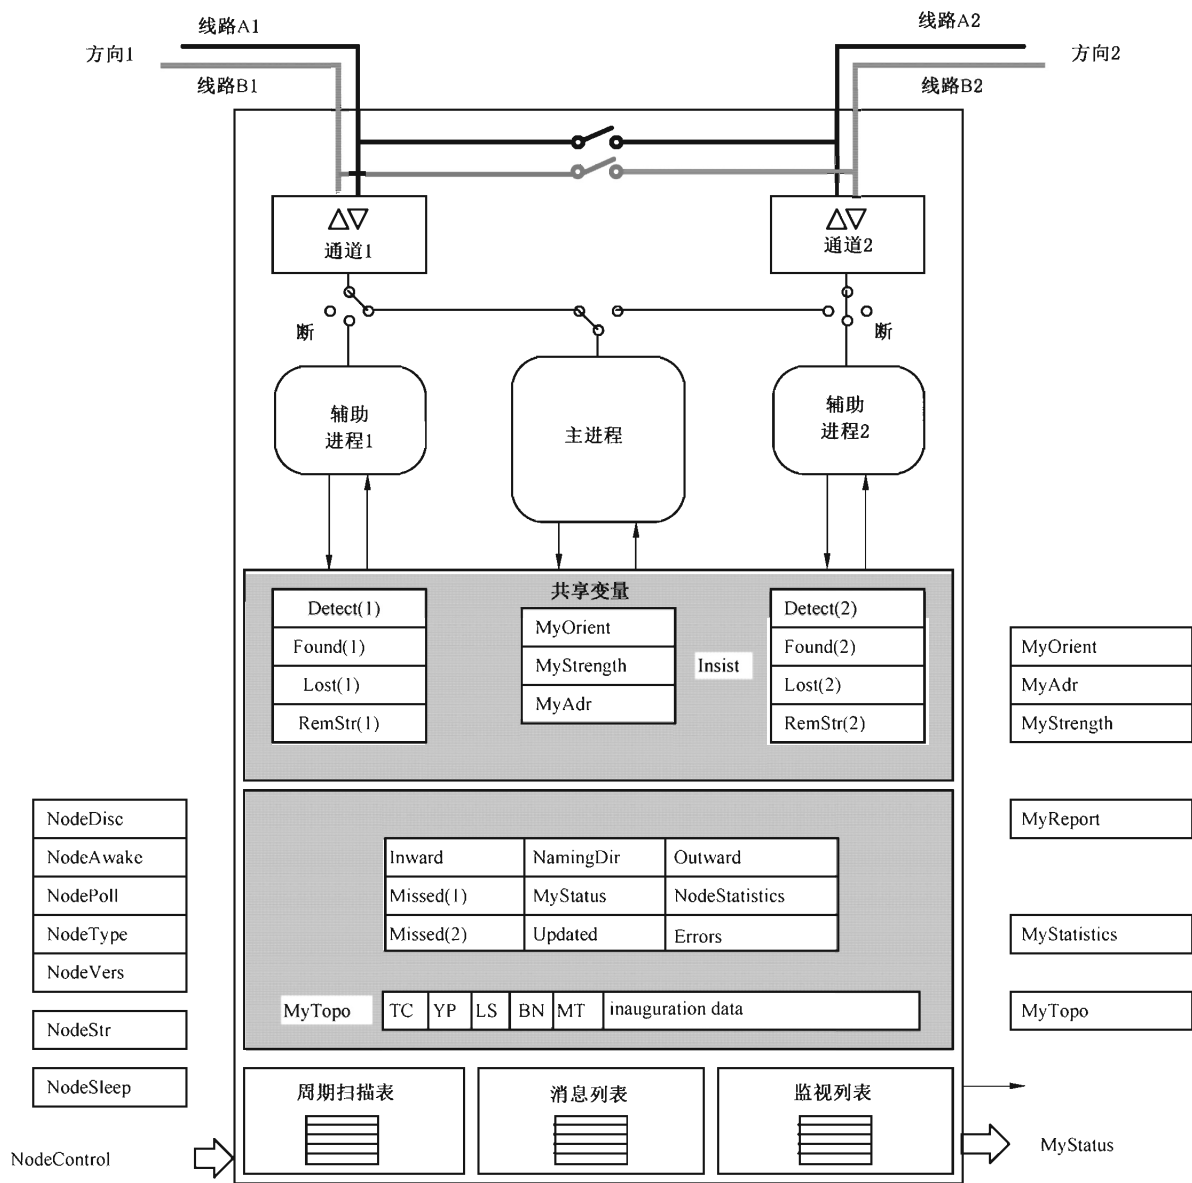 线路A1
线路A2
方向1
方向2
线路B1
线路B2
通道1
通道2
断
断
辅助
进程1
主进程
辅助
进程2
共享变量
Detect(1)
Found(1)
Lost(1)
RemStr(1)
MyOrient
MyStrength
MyAdr
Insist
Detect(2)
Found(2)
Lost(2)
RemStr(2)
MyOrient
MyAdr
MyStrength
NodeDisc
NodeAwake
NodePoll
NodeType
NodeVers
NodeStr
NodeSleep
Inward NamingDir Outward
Missed(1) MyStatus NodeStatistics
Missed(2) Updated Errors
MyTopo TC YP LS BN MT inauguration data
MyReport
MyStatistics
MyTopo
周期扫描表
消息列表
监视列表
NodeControl
MyStatus